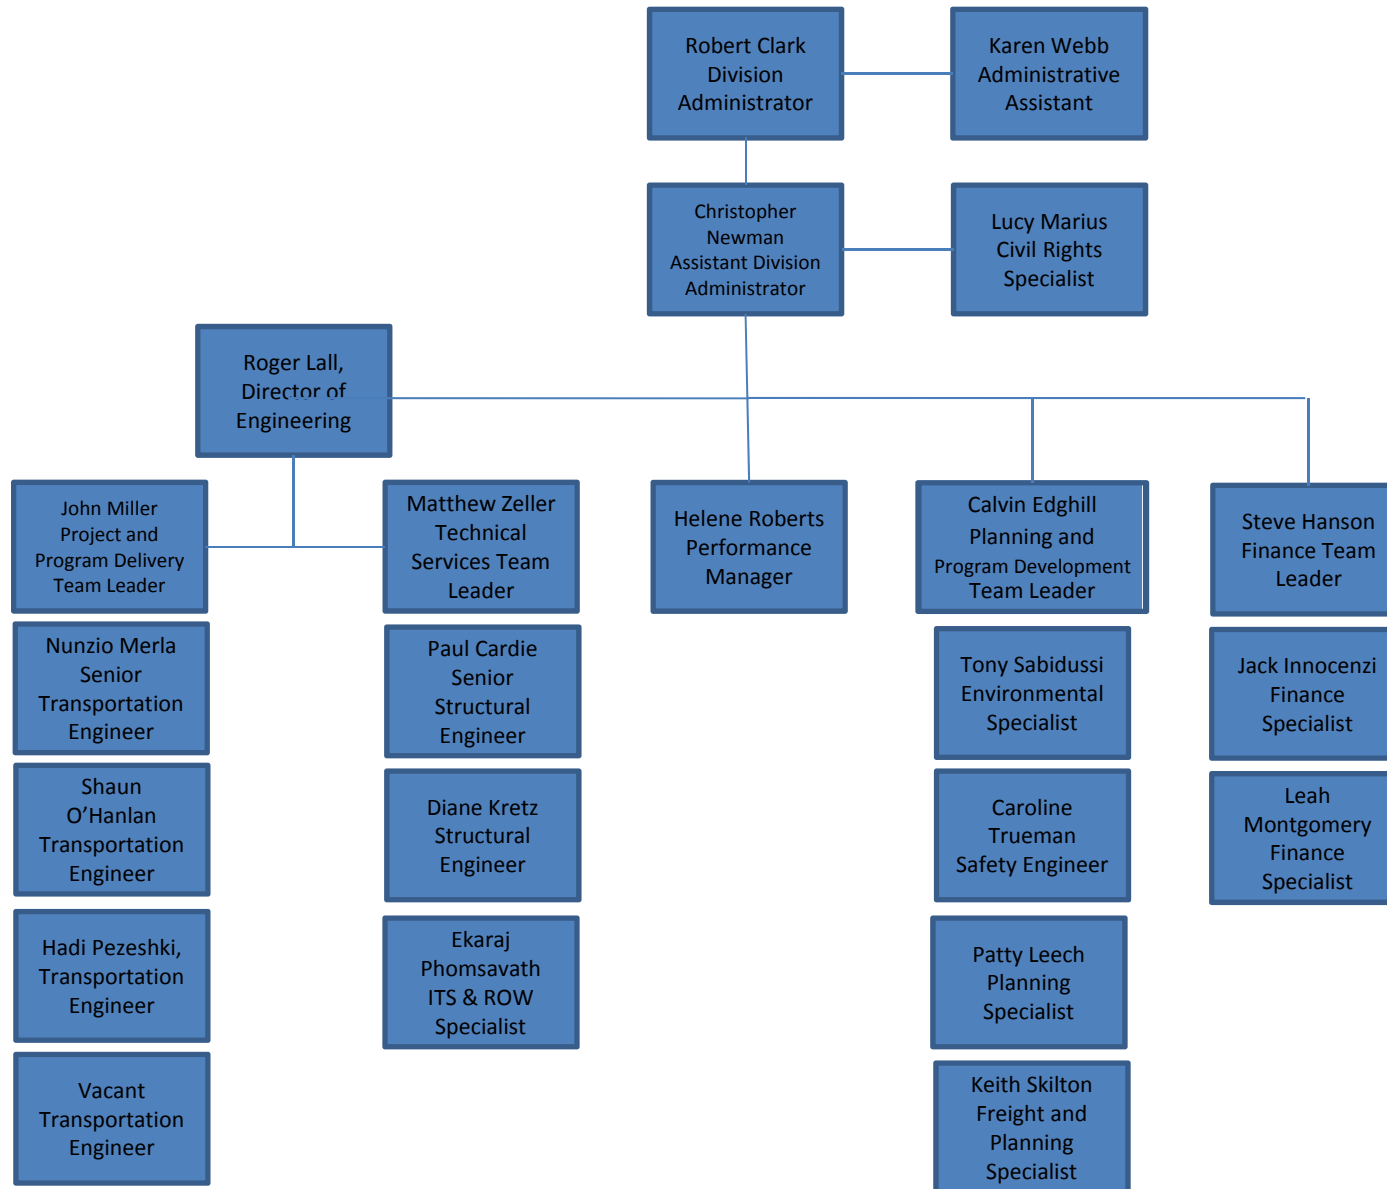 Robert Clark
Division
Administrator
Karen Webb
Administrative
Assistant
Christopher
Newman
Assistant Division
Administrator
Lucy Marius
Civil Rights
Specialist
Roger Lall,
Director of
Engineering
John Miller
Project and
Program Delivery
Team Leader
Matthew Zeller
Technical
Services Team
Leader
Helene Roberts
Performance
Manager
Calvin Edghill
Planning and
Program Development
Team Leader
Steve Hanson
Finance Team
Leader
Nunzio Merla
Senior
Transportation
Engineer
Paul Cardie
Senior
Structural
Engineer
Tony Sabidussi
Environmental
Specialist
Jack Innocenzi
Finance
Specialist
Shaun
O’Hanlan
Transportation
Engineer
Diane Kretz
Structural
Engineer
Caroline
Trueman
Safety Engineer
Leah
Montgomery
Finance
Specialist
Hadi Pezeshki,
Transportation
Engineer
Ekaraj
Phomsavath
ITS & ROW
Specialist
Patty Leech
Planning
Specialist
Vacant
Transportation
Engineer
Keith Skilton
Freight and
Planning
Specialist